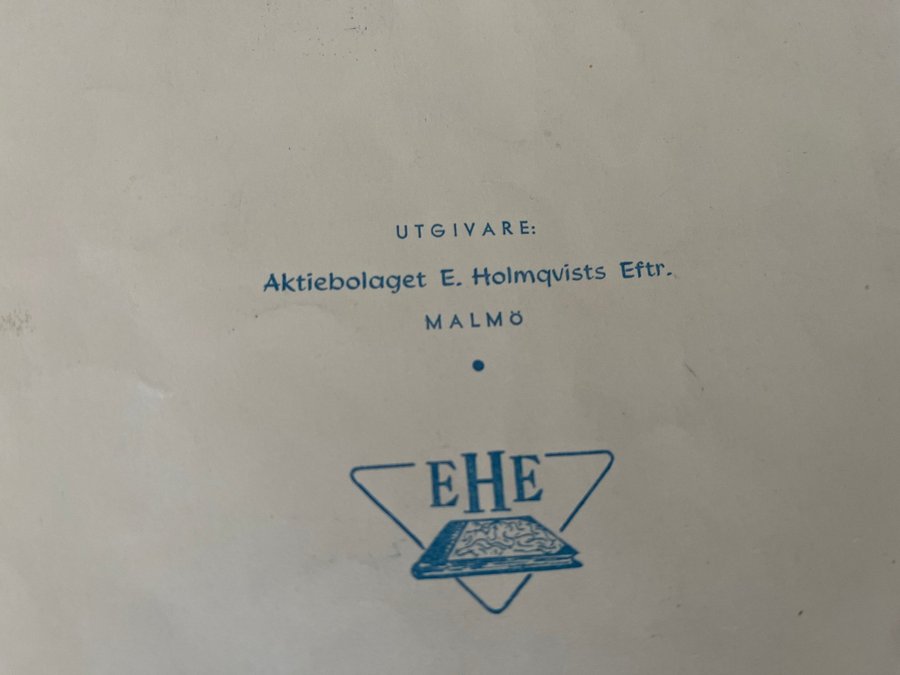 UTGIVARE:
Aktiebolaget E. Holmqvists Eftr.
MALMÖ
EHE